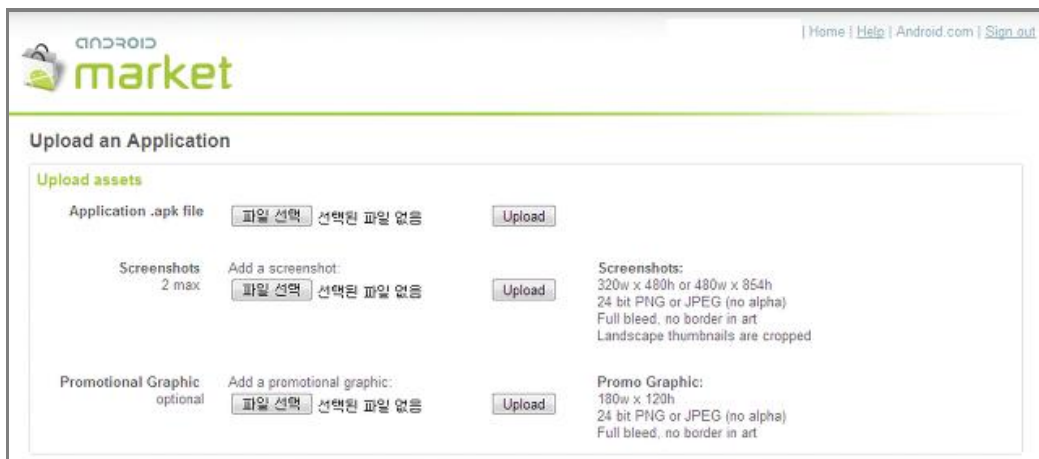 | Home | Help | Android.com | Sign out
ANDROID
market
Upload an Application
Upload assets
Application .apk file
파일 선택 선택된 파일 없음
Upload
Screenshots
2 max
Add a screenshot:
파일 선택 선택된 파일 없음
Upload
Screenshots:
320w x 480h or 480w x 854h
24 bit PNG or JPEG (no alpha)
Full bleed, no border in art
Landscape thumbnails are cropped
Promotional Graphic
optional
Add a promotional graphic:
파일 선택 선택된 파일 없음
Upload
Promo Graphic:
180w x 120h
24 bit PNG or JPEG (no alpha)
Full bleed, no border in art